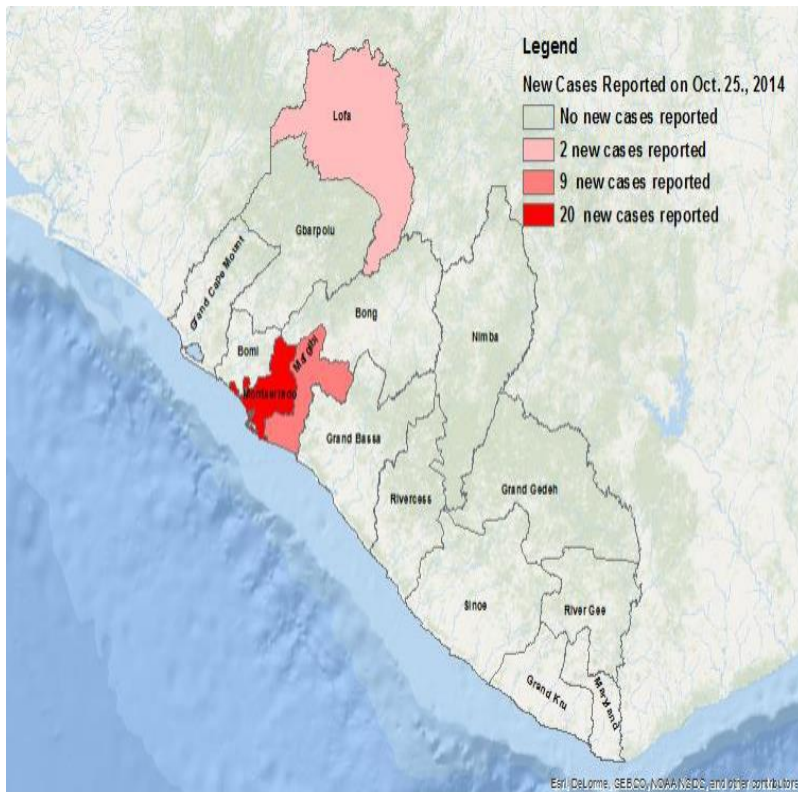 Legend
New Cases Reported on Oct. 25., 2014
No new cases reported
2 new cases reported
9 new cases reported
20 new cases reported
Lofa
Gbarpolu
Grand Cape Mount
Bong
Nimba
Bomi
Margibi
Montserrado
Grand Bassa
Rivercess
Grand Gedeh
Sinoe
River Gee
Grand Kru
Maryland
Esri, DeLorme, GEBCO, NOAA NGDC, and other contributors